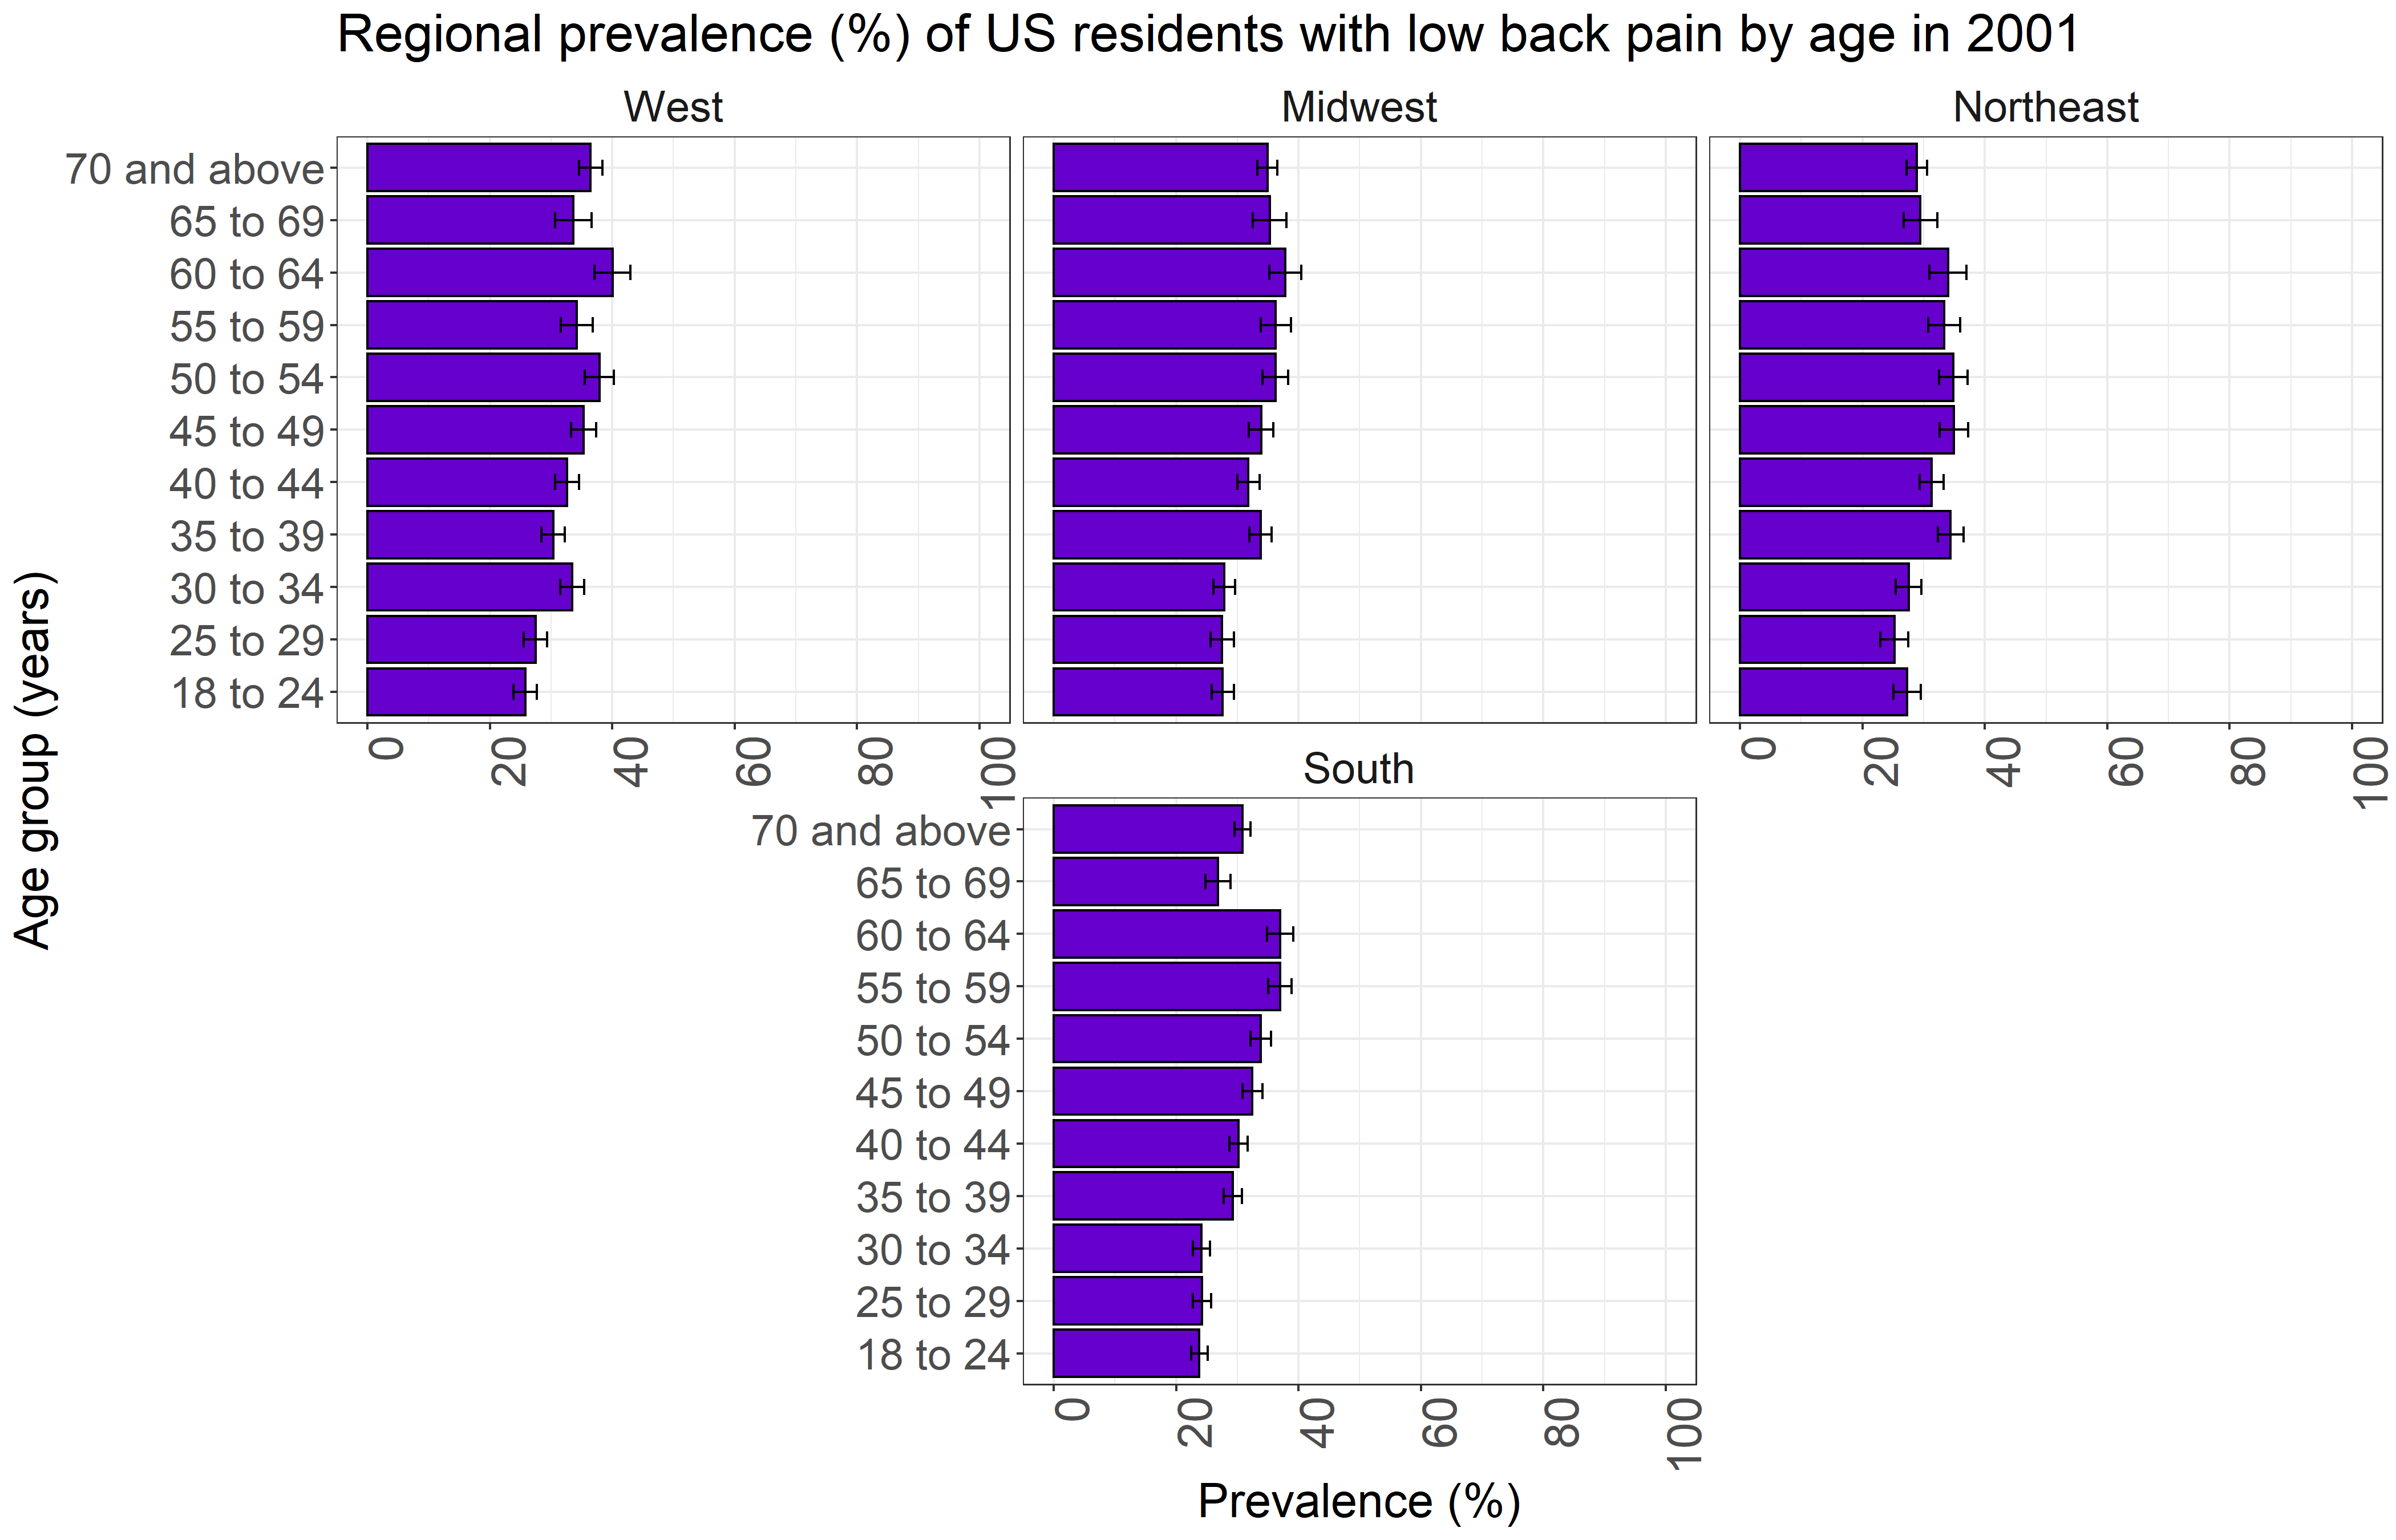 Regional prevalence (%) of US residents with low back pain by age in 2001
West
Midwest
Northeast
Age group (years)
70 and above
65 to 69
60 to 64
55 to 59
50 to 54
45 to 49
40 to 44
35 to 39
30 to 34
25 to 29
18 to 24
0 20 40 60 80 100
0 20 40 60 80 100
South
70 and above
65 to 69
60 to 64
55 to 59
50 to 54
45 to 49
40 to 44
35 to 39
30 to 34
25 to 29
18 to 24
0 20 40 60 80 100
Prevalence (%)